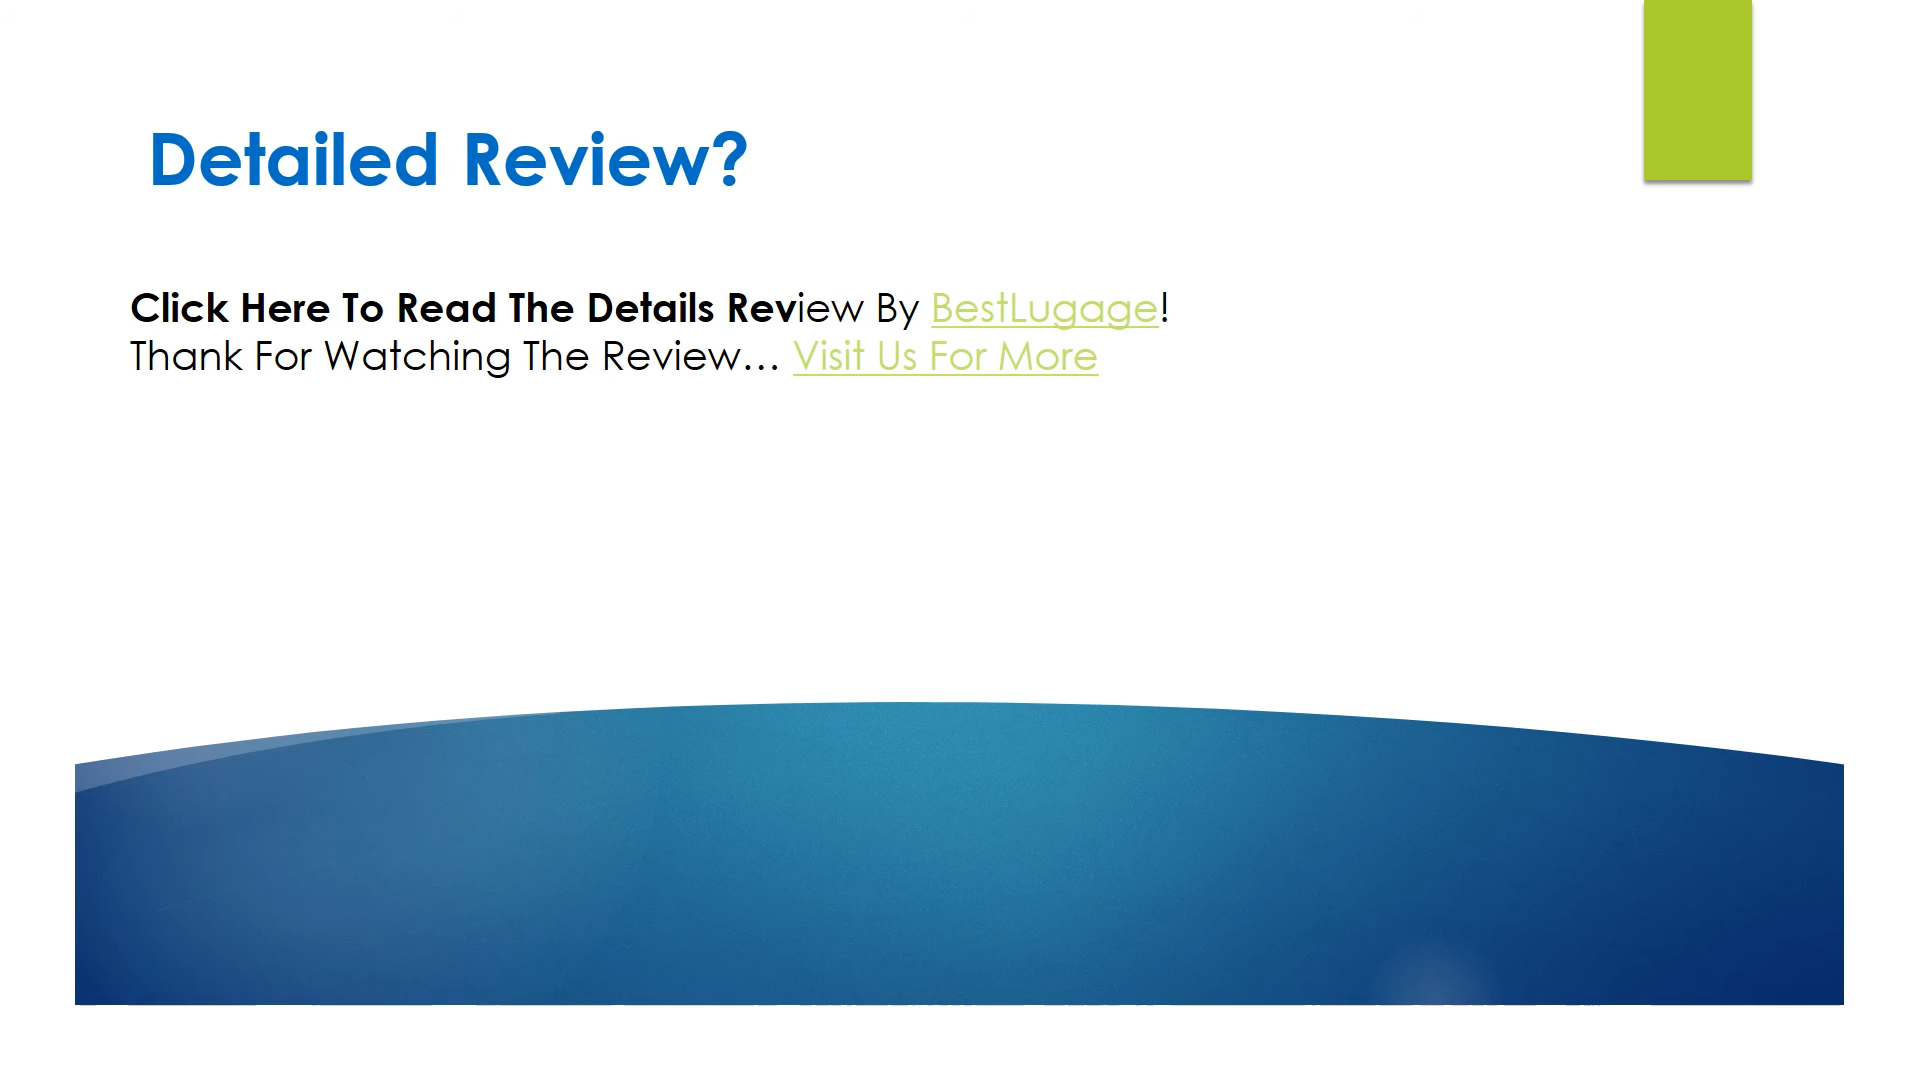 Detailed Review?
Click Here To Read The Details Review By BestLugage!
Thank For Watching The Review… Visit Us For More